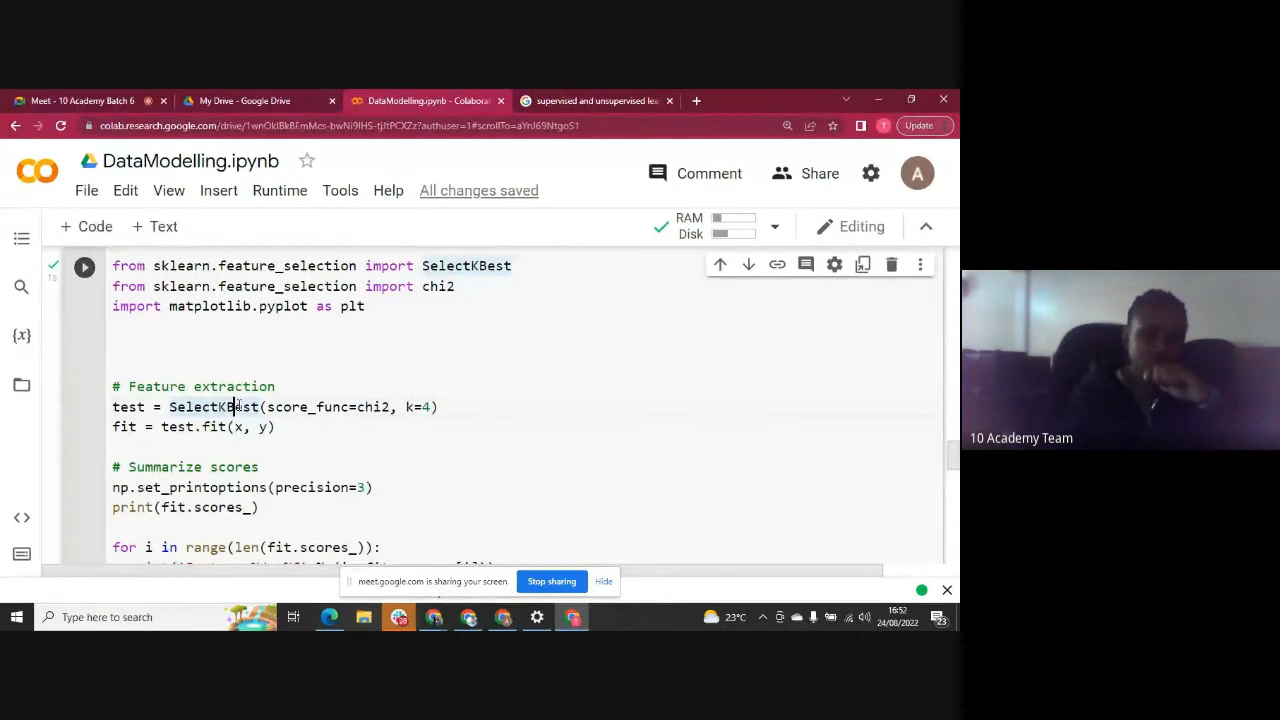 Meet - 10 Academy Batch 6
My Drive - Google Drive
DataModelling.ipynb - Colabora
supervised and unsupervised lea
Update
DataModelling.ipynb
A
File Edit View Insert Runtime Tools Help All changes saved
Comment
Share
+ Code + Text
RAM
Disk
Editing
1s
from sklearn.feature_selection import SelectKBest
from sklearn.feature_selection import chi2
import matplotlib.pyplot as plt
# Feature extraction
test = SelectKBest(score_func=chi2, k=4)
fit = test.fit(x, y)
# Summarize scores
np.set_printoptions(precision=3)
print(fit.scores_)
for i in range(len(fit.scores_)):
meet.google.com is sharing your screen. Stop sharing Hide
10 Academy Team
Type here to search
23°C
16:52
24/08/2022
23